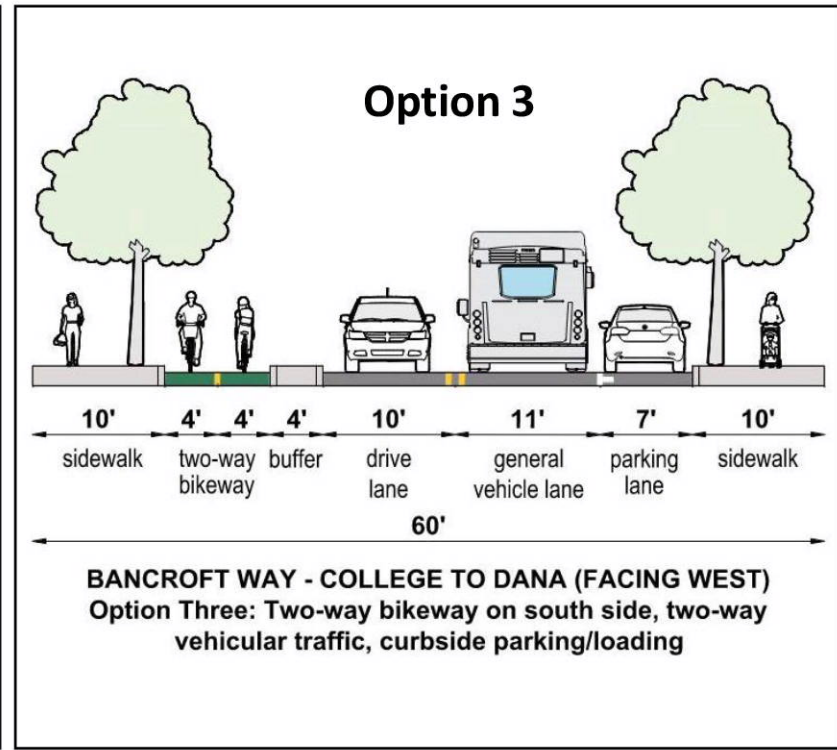 Option 3
10' 4' 4' 4' 10' 11' 7' 10'
sidewalk two-way bikeway buffer drive lane general vehicle lane parking lane sidewalk
60'
BANCROFT WAY - COLLEGE TO DANA (FACING WEST)
Option Three: Two-way bikeway on south side, two-way
vehicular traffic, curbside parking/loading